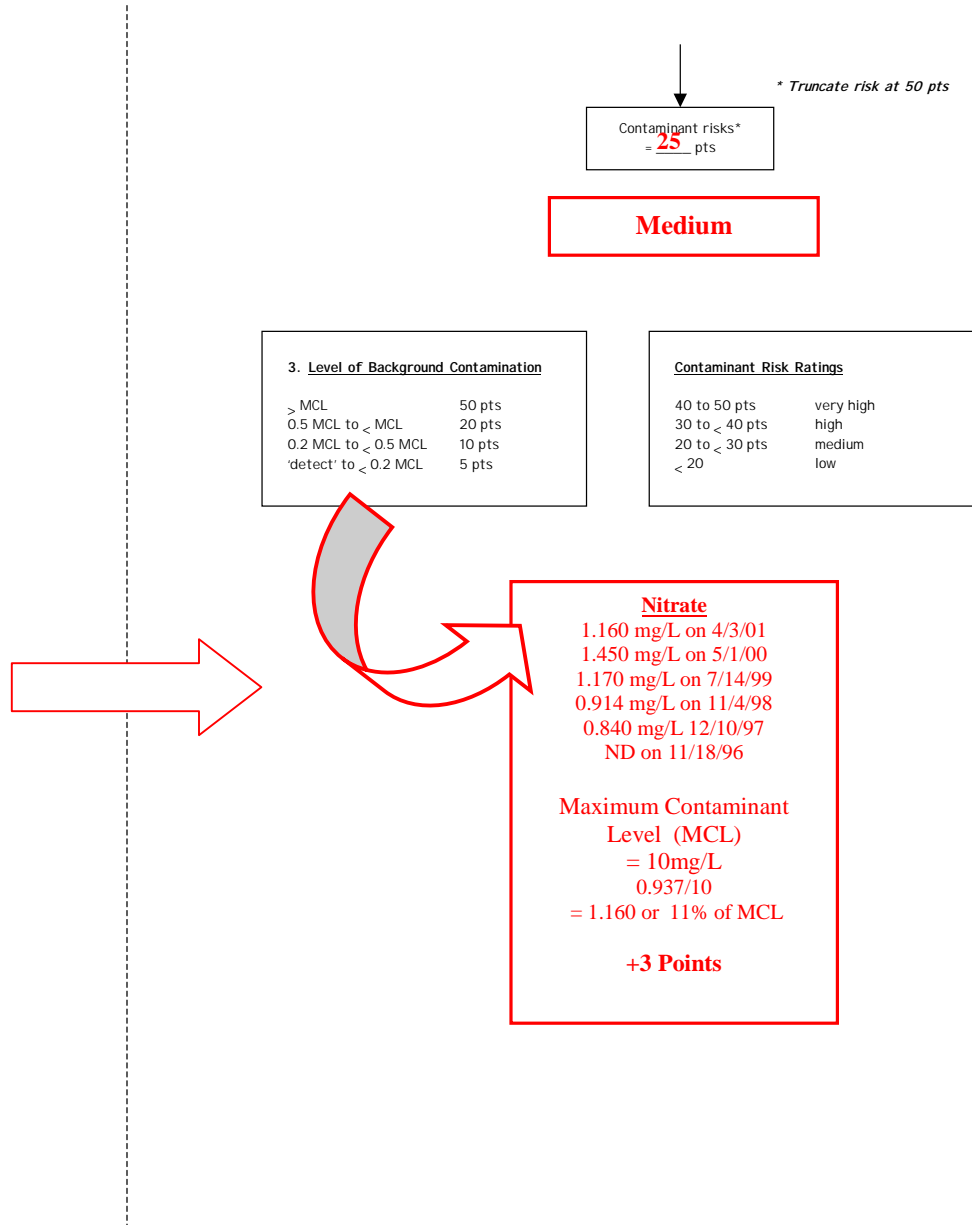 * Truncate risk at 50 pts
Contaminant risks*
= 25 pts
Medium
3. Level of Background Contamination
> MCL 50 pts
0.5 MCL to < MCL 20 pts
0.2 MCL to < 0.5 MCL 10 pts
'detect' to < 0.2 MCL 5 pts
Contaminant Risk Ratings
40 to 50 pts very high
30 to < 40 pts high
20 to < 30 pts medium
< 20 low
Nitrate
1.160 mg/L on 4/3/01
1.450 mg/L on 5/1/00
1.170 mg/L on 7/14/99
0.914 mg/L on 11/4/98
0.840 mg/L 12/10/97
ND on 11/18/96
Maximum Contaminant
Level (MCL)
= 10mg/L
0.937/10
= 1.160 or 11% of MCL
+3 Points